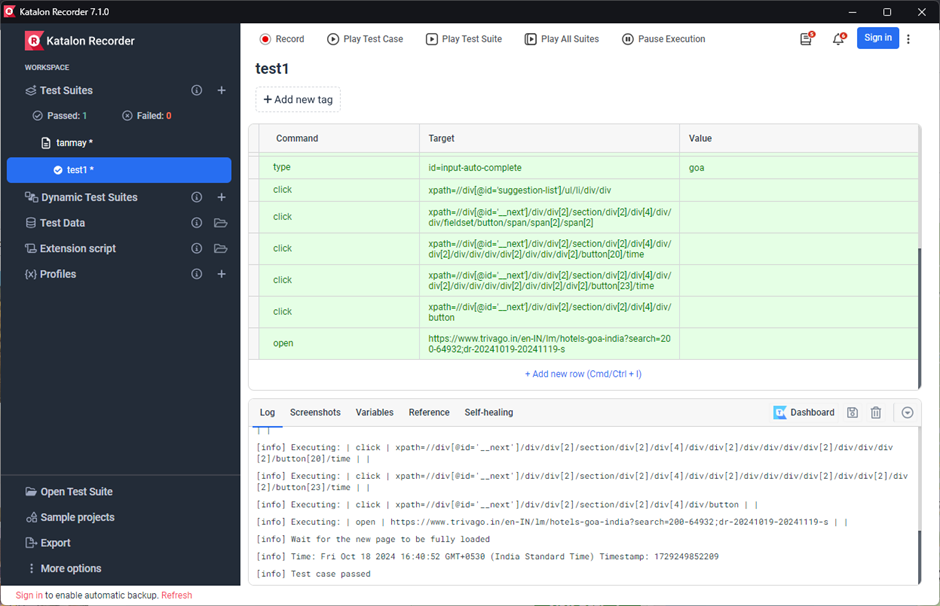 Katalon Recorder 7.1.0
Katalon Recorder
WORKSPACE
Test Suites
Passed: 1 Failed: 0
tanmay *
test1 *
Dynamic Test Suites
Test Data
Extension script
{x} Profiles
Open Test Suite
Sample projects
Export
More options
Sign in to enable automatic backup. Refresh
Record Play Test Case Play Test Suite Play All Suites Pause Execution Sign in
test1
+ Add new tag
Command Target Value
type id=input-auto-complete goa
click xpath=//div[@id='suggestion-list']/ul/li/div/div
click xpath=//div[@id='__next']/div/div[2]/section/div[2]/div[4]/div/
div/fieldset/button/span/span[2]/span[2]
click xpath=//div[@id='__next']/div/div[2]/section/div[2]/div[4]/div/
div[2]/div/div/div/div[2]/div/div/div[2]/button[20]/time
click xpath=//div[@id='__next']/div/div[2]/section/div[2]/div[4]/div/
div[2]/div/div/div/div[2]/div/div/div[2]/div[2]/button[23]/time
click xpath=//div[@id='__next']/div/div[2]/section/div[2]/div[4]/div/
button
open https://www.trivago.in/en-IN/lm/hotels-goa-india?search=20
0-64932;dr-20241019-20241119-s
+ Add new row (Cmd/Ctrl + I)
Log Screenshots Variables Reference Self-healing Dashboard
| |
[info] Executing: | click | xpath=//div[@id='__next']/div/div[2]/section/div[2]/div[4]/div/div[2]/div/div/div/div[2]/div/div/div
[2]/button[20]/time | |
[info] Executing: | click | xpath=//div[@id='__next']/div/div[2]/section/div[2]/div[4]/div/div[2]/div/div/div/div[2]/div/div/div[2]/div
[2]/button[23]/time | |
[info] Executing: | click | xpath=//div[@id='__next']/div/div[2]/section/div[2]/div[4]/div/button | |
[info] Executing: | open | https://www.trivago.in/en-IN/lm/hotels-goa-india?search=200-64932;dr-20241019-20241119-s | |
[info] Wait for the new page to be fully loaded
[info] Time: Fri Oct 18 2024 16:40:52 GMT+0530 (India Standard Time) Timestamp: 1729249852209
[info] Test case passed